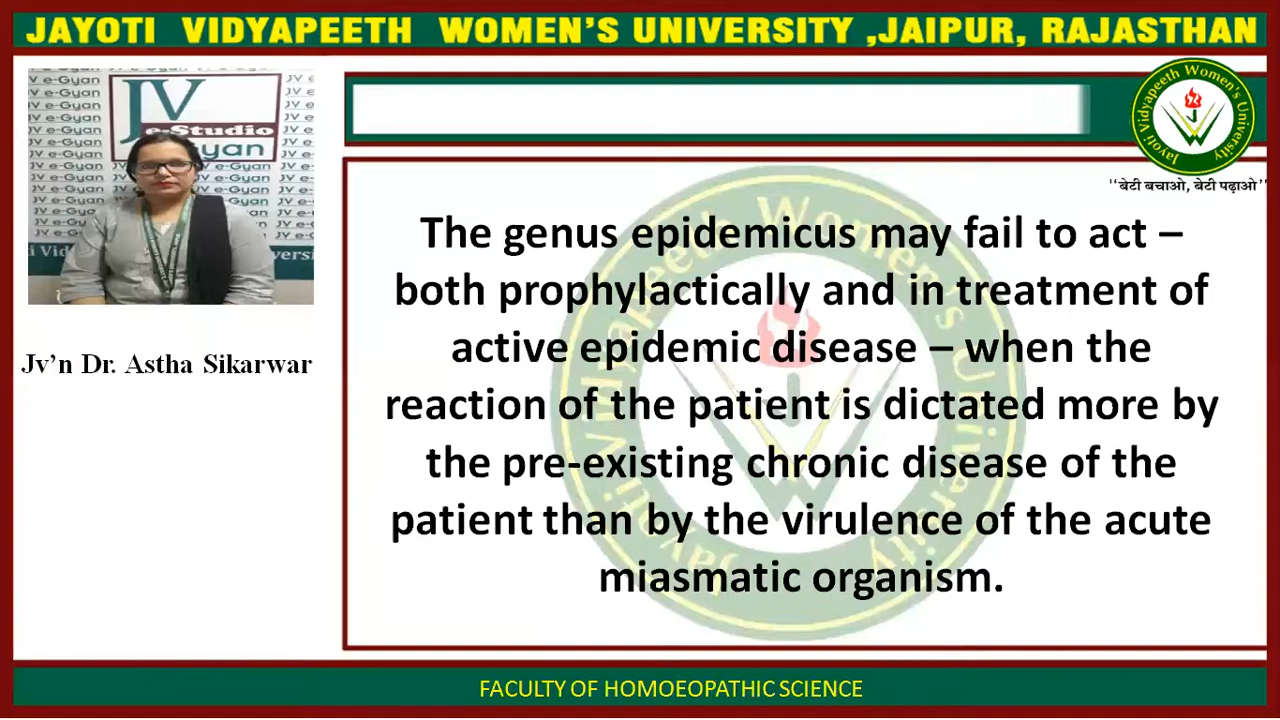 JAYOTI VIDYAPEETH WOMEN'S UNIVERSITY ,JAIPUR, RAJASTHAN
JV
e-Studio
Gyan
JV e-Gyan
Jayoti Vidyapeeth Women's University
"बेटी बचाओ, बेटी पढ़ाओ"
Jv'n Dr. Astha Sikarwar
The genus epidemicus may fail to act –
both prophylactically and in treatment of
active epidemic disease – when the
reaction of the patient is dictated more by
the pre-existing chronic disease of the
patient than by the virulence of the acute
miasmatic organism.
FACULTY OF HOMOEOPATHIC SCIENCE